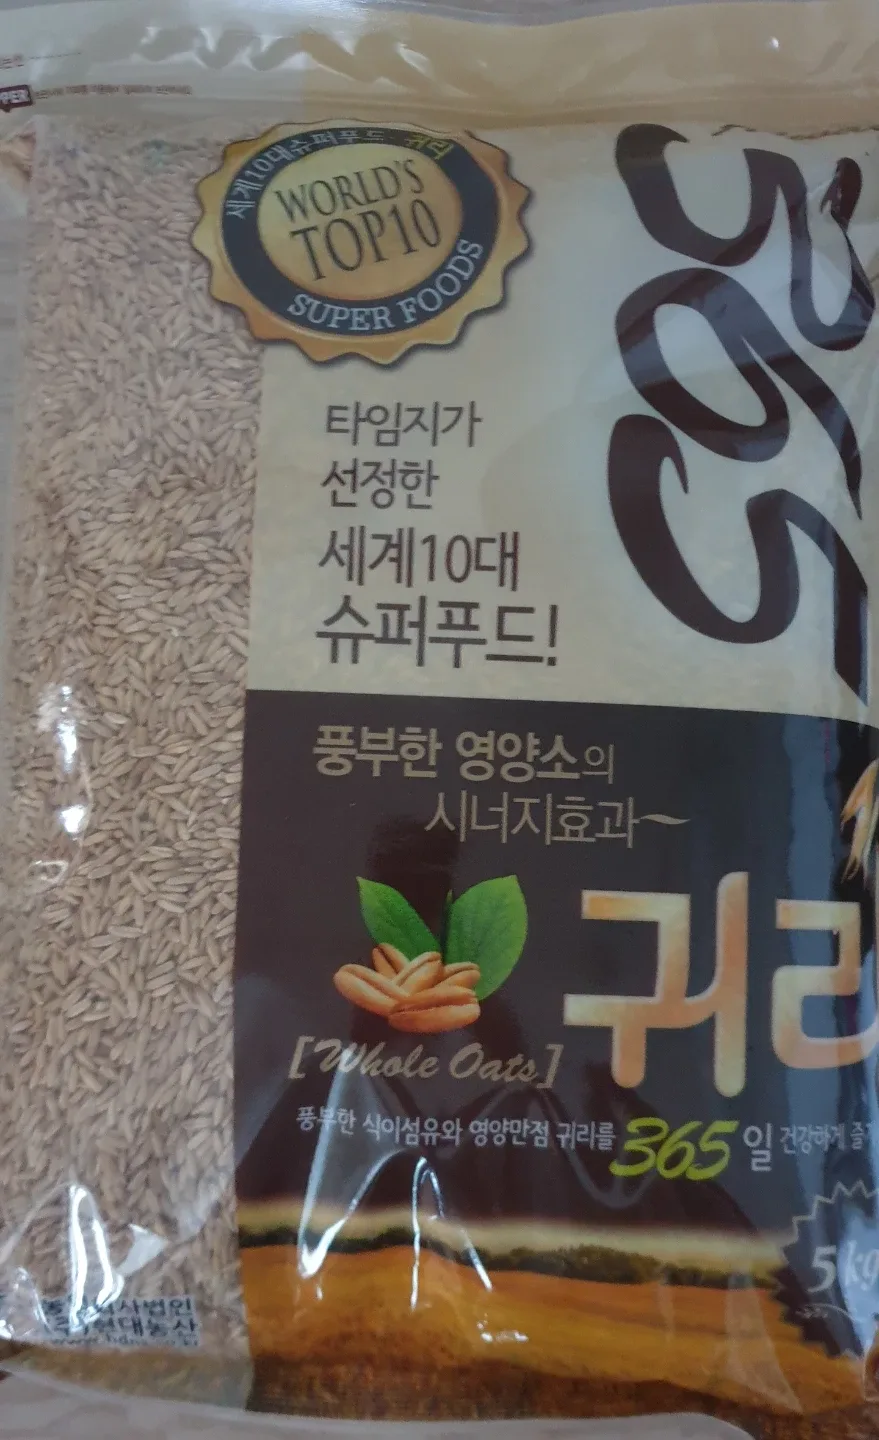 세계10대슈퍼푸드 귀리
WORLD'S
TOP10
SUPER FOODS
365
타임지가
선정한
세계10대
슈퍼푸드!
풍부한 영양소의
시너지효과~
귀리
[Whole Oats]
풍부한 식이섬유와 영양만점 귀리를 365일 건강하게
5kg